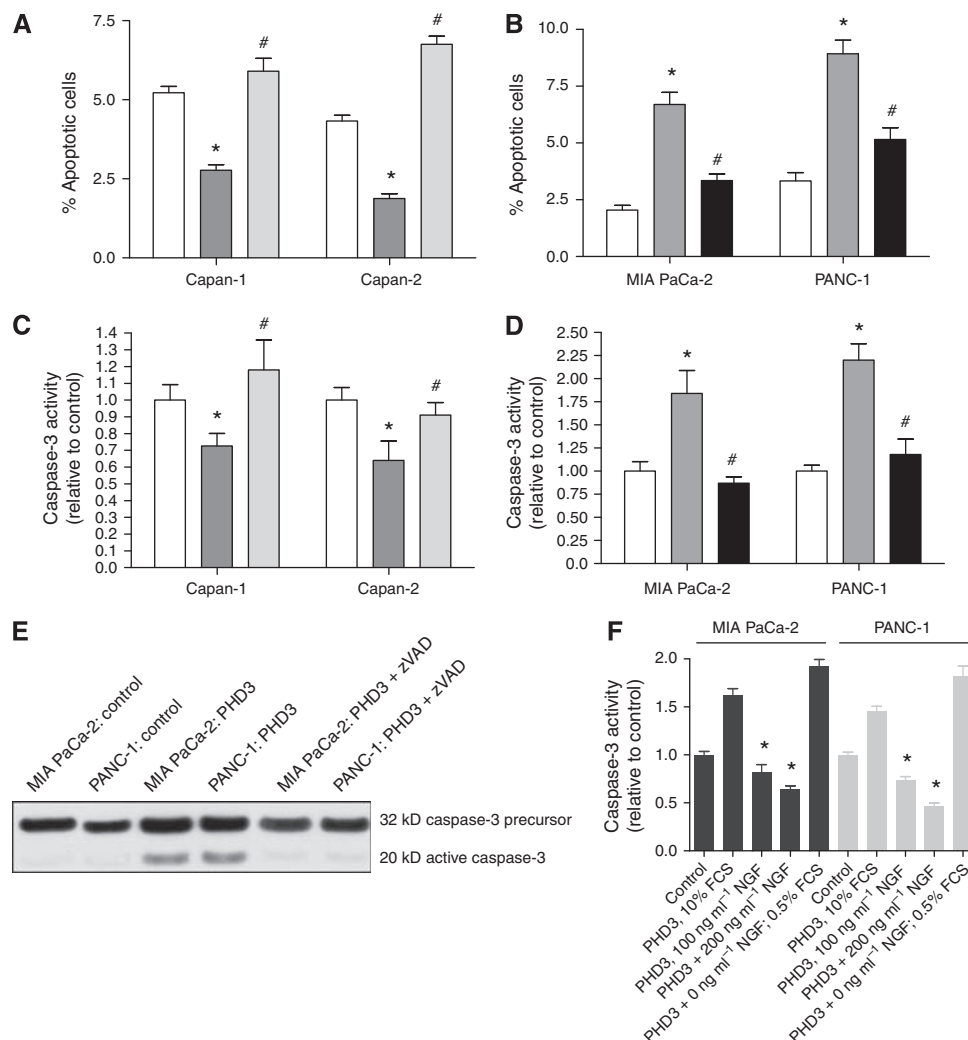 A
% Apoptotic cells
7.5
5.0
2.5
0.0
*
#
*
#
Capan-1
Capan-2
B
% Apoptotic cells
10.0
7.5
5.0
2.5
0.0
*
#
*
#
MIA PaCa-2
PANC-1
C
Caspase-3 activity
(relative to control)
1.4
1.3
1.2
1.1
1.0
0.9
0.8
0.7
0.6
0.5
0.4
0.3
0.2
0.1
0.0
*
#
*
#
Capan-1
Capan-2
D
Caspase-3 activity
(relative to control)
2.50
2.25
2.00
1.75
1.50
1.25
1.00
0.75
0.50
0.25
0.0
*
#
*
#
MIA PaCa-2
PANC-1
E
MIA PaCa-2: control
PANC-1: control
MIA PaCa-2: PHD3
PANC-1: PHD3
MIA PaCa-2: PHD3 + zVAD
PANC-1: PHD3 + zVAD
32 kD caspase-3 precursor
20 kD active caspase-3
F
MIA PaCa-2
PANC-1
Caspase-3 activity
(relative to control)
2.0
1.5
1.0
0.5
0.0
*
*
*
*
Control
PHD3, 10% FCS
PHD3, 100 ng ml⁻¹ NGF
PHD3 + 200 ng ml⁻¹ NGF
PHD3 + 0 ng ml⁻¹ NGF; 0.5% FCS
Control
PHD3, 10% FCS
PHD3, 100 ng ml⁻¹ NGF
PHD3 + 200 ng ml⁻¹ NGF
PHD3 + 0 ng ml⁻¹ NGF; 0.5% FCS